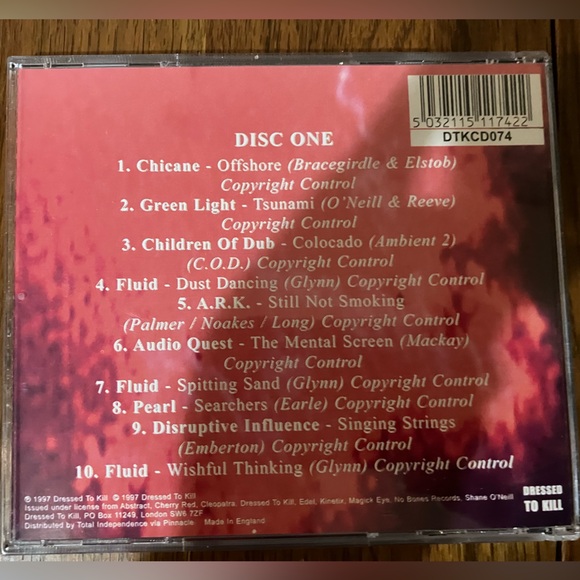 5 032115 117422
DTKCD074
DISC ONE
1. Chicane - Offshore (Bracegirdle & Elstob)
Copyright Control
2. Green Light - Tsunami (O'Neill & Reeve)
Copyright Control
3. Children Of Dub - Colocado (Ambient 2)
(C.O.D.) Copyright Control
4. Fluid - Dust Dancing (Glynn) Copyright Control
5. A.R.K. - Still Not Smoking
(Palmer / Noakes / Long) Copyright Control
6. Audio Quest - The Mental Screen (Mackay)
Copyright Control
7. Fluid - Spitting Sand (Glynn) Copyright Control
8. Pearl - Searchers (Earle) Copyright Control
9. Disruptive Influence - Singing Strings
(Emberton) Copyright Control
10. Fluid - Wishful Thinking (Glynn) Copyright Control
℗ 1997 Dressed To Kill © 1997 Dressed To Kill
Issued under license from Abstract, Cherry Red, Cleopatra, Dressed To Kill, Edel, Kinetix, Magick Eye, No Bones Records, Shane O'Neill
Dressed To Kill, PO BOX 11249, London SW6 7ZF
Distributed by Total Independence via Pinnacle Made In England
DRESSED
TO KILL